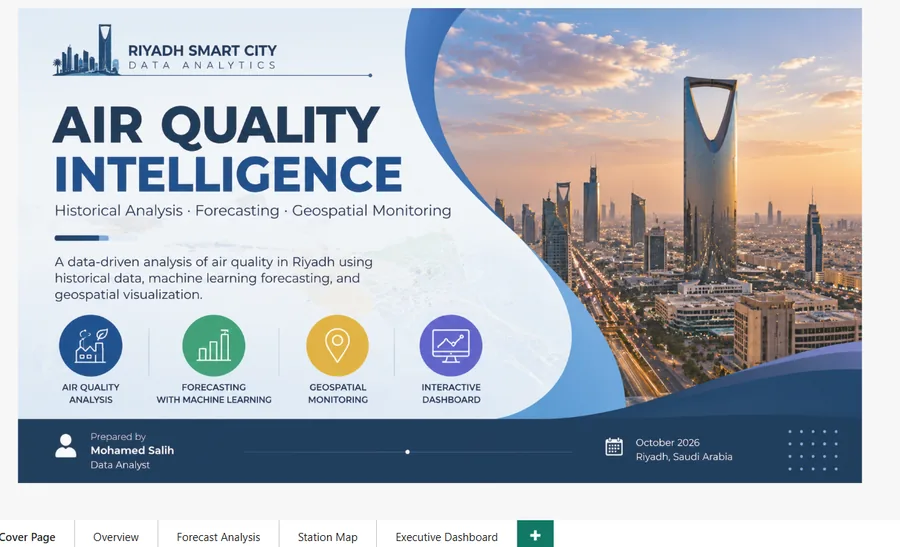 RIYADH SMART CITY
DATA ANALYTICS
AIR QUALITY
INTELLIGENCE
Historical Analysis · Forecasting · Geospatial Monitoring
A data-driven analysis of air quality in Riyadh using
historical data, machine learning forecasting, and
geospatial visualization.
AIR QUALITY
ANALYSIS
FORECASTING
WITH MACHINE LEARNING
GEOSPATIAL
MONITORING
INTERACTIVE
DASHBOARD
Prepared by
Mohamed Salih
Data Analyst
October 2026
Riyadh, Saudi Arabia
Cover Page
Overview
Forecast Analysis
Station Map
Executive Dashboard
+